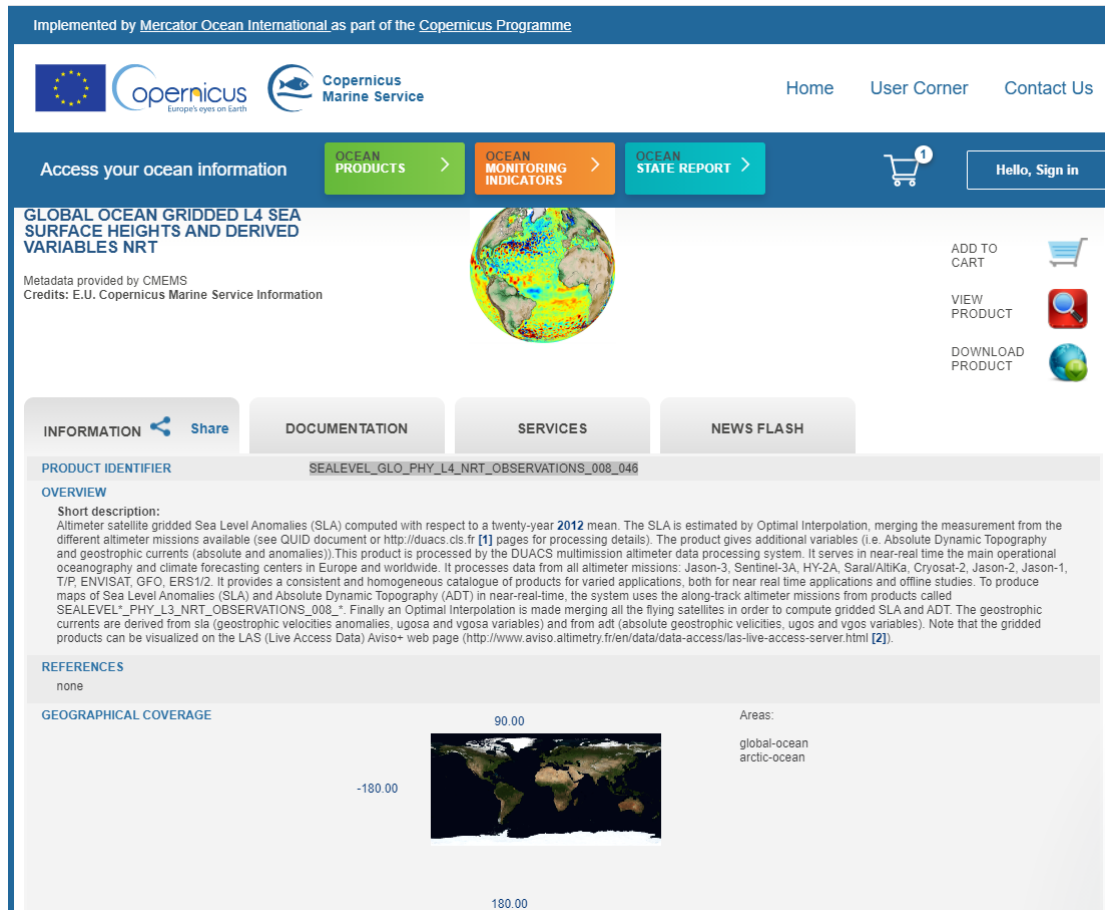 Implemented by Mercator Ocean International as part of the Copernicus Programme
opernicus
Europe's eyes on Earth
Copernicus
Marine Service
Home
User Corner
Contact Us
Access your ocean information
OCEAN
PRODUCTS
OCEAN
MONITORING
INDICATORS
OCEAN
STATE REPORT
1
Hello, Sign in
GLOBAL OCEAN GRIDDED L4 SEA
SURFACE HEIGHTS AND DERIVED
VARIABLES NRT
Metadata provided by CMEMS
Credits: E.U. Copernicus Marine Service Information
ADD TO
CART
VIEW
PRODUCT
DOWNLOAD
PRODUCT
INFORMATION Share
DOCUMENTATION
SERVICES
NEWS FLASH
PRODUCT IDENTIFIER SEALEVEL_GLO_PHY_L4_NRT_OBSERVATIONS_008_046
OVERVIEW
Short description:
Altimeter satellite gridded Sea Level Anomalies (SLA) computed with respect to a twenty-year 2012 mean. The SLA is estimated by Optimal Interpolation, merging the measurement from the
different altimeter missions available (see QUID document or http://duacs.cls.fr [1] pages for processing details). The product gives additional variables (i.e. Absolute Dynamic Topography
and geostrophic currents (absolute and anomalies)).This product is processed by the DUACS multimission altimeter data processing system. It serves in near-real time the main operational
oceanography and climate forecasting centers in Europe and worldwide. It processes data from all altimeter missions: Jason-3, Sentinel-3A, HY-2A, Saral/AltiKa, Cryosat-2, Jason-2, Jason-1,
T/P, ENVISAT, GFO, ERS1/2. It provides a consistent and homogeneous catalogue of products for varied applications, both for near real time applications and offline studies. To produce
maps of Sea Level Anomalies (SLA) and Absolute Dynamic Topography (ADT) in near-real-time, the system uses the along-track altimeter missions from products called
SEALEVEL*_PHY_L3_NRT_OBSERVATIONS_008_*. Finally an Optimal Interpolation is made merging all the flying satellites in order to compute gridded SLA and ADT. The geostrophic
currents are derived from sla (geostrophic velocities anomalies, ugosa and vgosa variables) and from adt (absolute geostrophic velicities, ugos and vgos variables). Note that the gridded
products can be visualized on the LAS (Live Access Data) Aviso+ web page (http://www.aviso.altimetry.fr/en/data/data-access/las-live-access-server.html [2]).
REFERENCES
none
GEOGRAPHICAL COVERAGE
90.00
-180.00
180.00
Areas:
global-ocean
arctic-ocean